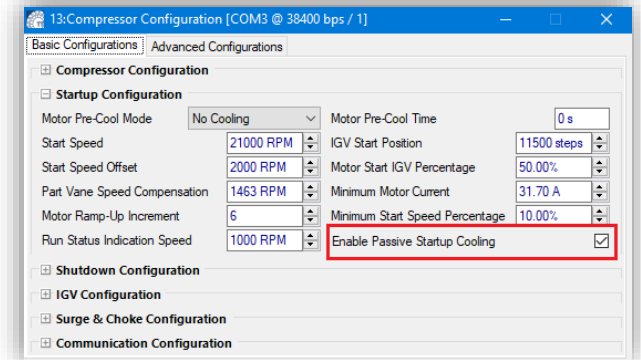 13:Compressor Configuration [COM3 @ 38400 bps / 1]
Basic Configurations Advanced Configurations
Compressor Configuration
Startup Configuration
Motor Pre-Cool Mode No Cooling Motor Pre-Cool Time 0 s
Start Speed 21000 RPM IGV Start Position 11500 steps
Start Speed Offset 2000 RPM Motor Start IGV Percentage 50.00%
Part Vane Speed Compensation 1463 RPM Minimum Motor Current 31.70 A
Motor Ramp-Up Increment 6 Minimum Start Speed Percentage 10.00%
Run Status Indication Speed 1000 RPM Enable Passive Startup Cooling
Shutdown Configuration
IGV Configuration
Surge & Choke Configuration
Communication Configuration